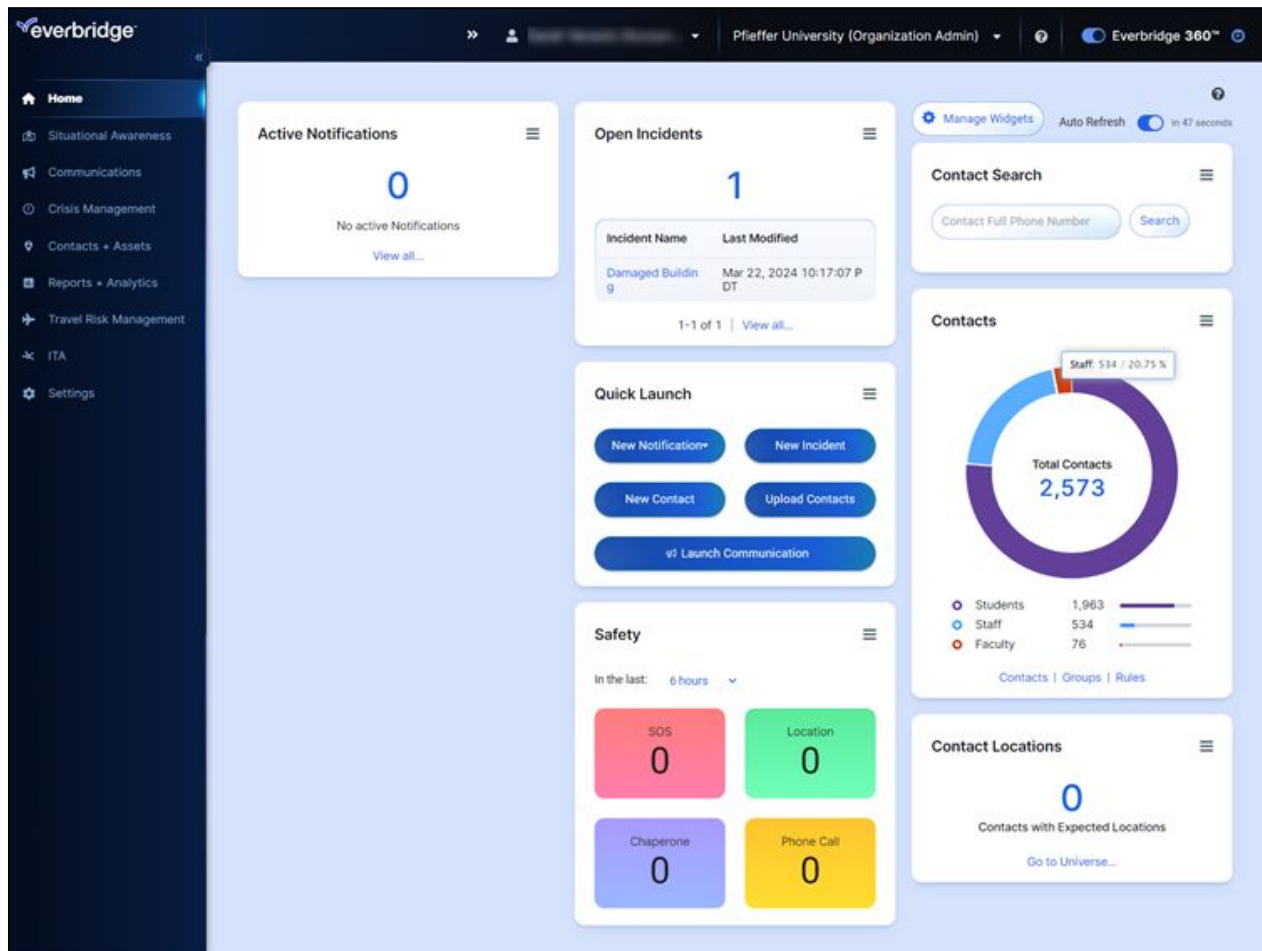 everbridge
Pfieffer University (Organization Admin)
Everbridge 360™
Home
Situational Awareness
Communications
Crisis Management
Contacts + Assets
Reports + Analytics
Travel Risk Management
ITA
Settings
Active Notifications
0
No active Notifications
View all...
Open Incidents
1
Incident Name Last Modified
Damaged Buildin Mar 22, 2024 10:17:07 P
g DT
1-1 of 1 | View all...
Quick Launch
New Notification
New Incident
New Contact
Upload Contacts
Launch Communication
Safety
In the last: 6 hours
SOS
0
Location
0
Chaperone
0
Phone Call
0
Manage Widgets
Auto Refresh in 47 seconds
Contact Search
Contact Full Phone Number
Search
Contacts
Staff: 534 / 20.75 %
Total Contacts
2,573
Students 1,963
Staff 534
Faculty 76
Contacts | Groups | Rules
Contact Locations
0
Contacts with Expected Locations
Go to Universe...